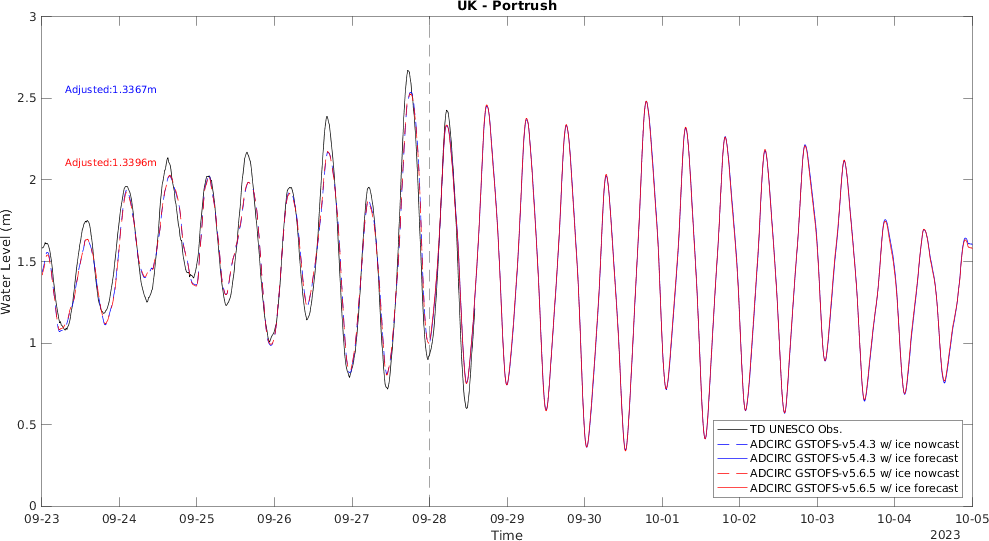 UK - Portrush
3
2.5
2
1.5
1
0.5
0
Water Level (m)
Adjusted:1.3367m
Adjusted:1.3396m
TD UNESCO Obs.
ADCIRC GSTOFS-v5.4.3 w/ ice nowcast
ADCIRC GSTOFS-v5.4.3 w/ ice forecast
ADCIRC GSTOFS-v5.6.5 w/ ice nowcast
ADCIRC GSTOFS-v5.6.5 w/ ice forecast
09-23 09-24 09-25 09-26 09-27 09-28 09-29 09-30 10-01 10-02 10-03 10-04 10-05
Time
2023